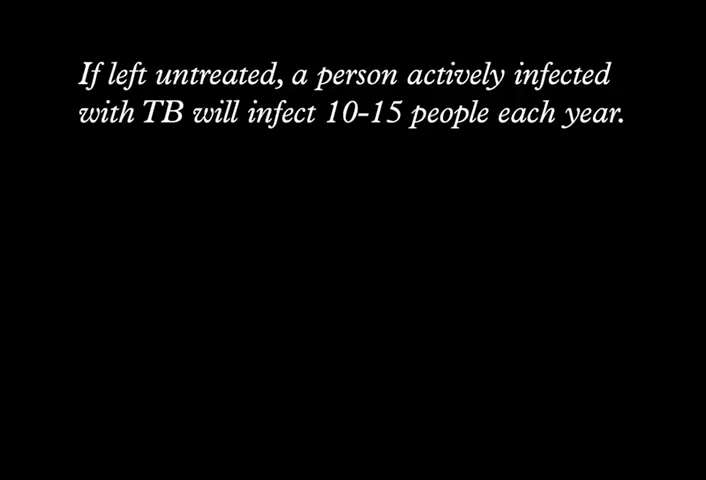 If left untreated, a person actively infected
with TB will infect 10-15 people each year.